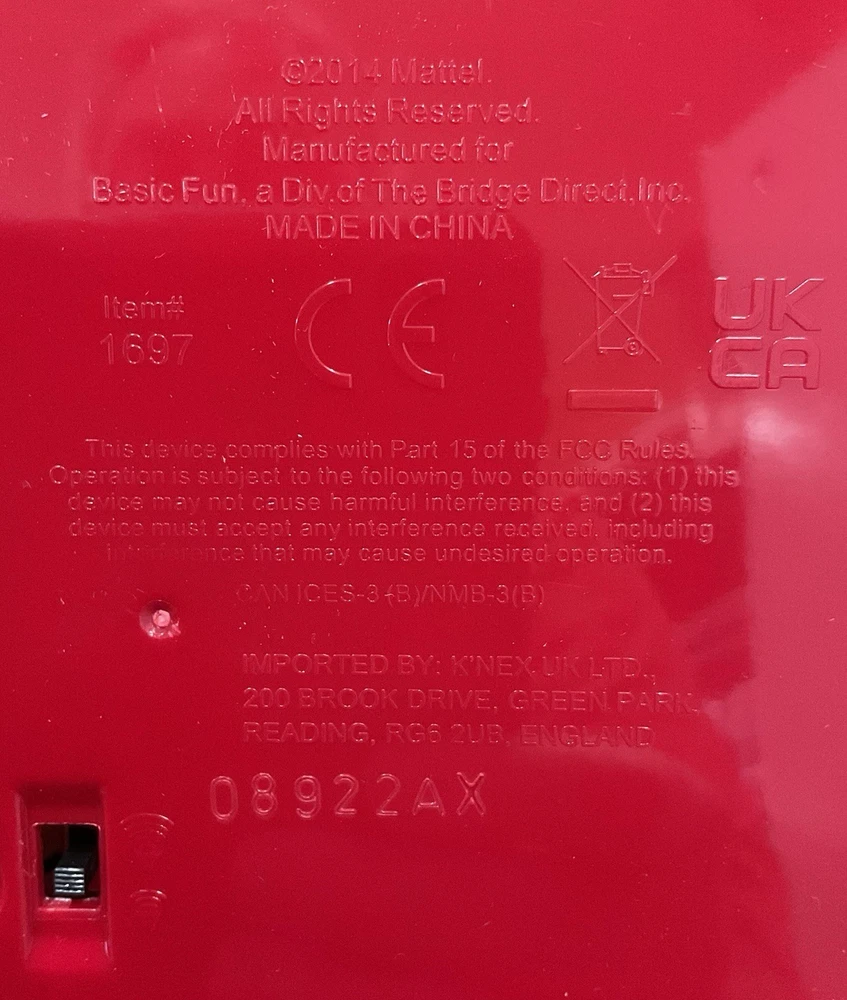 ©2014 Mattel.
All Rights Reserved.
Manufactured for
Basic Fun, a Div.of The Bridge Direct,Inc.
MADE IN CHINA
Item#
1697
CE
UK
CA
This device complies with Part 15 of the FCC Rules.
Operation is subject to the following two conditions: (1) this
device may not cause harmful interference, and (2) this
device must accept any interference received, including
interference that may cause undesired operation.
CAN ICES-3 (B)/NMB-3(B)
IMPORTED BY: K'NEX UK LTD.,
200 BROOK DRIVE, GREEN PARK,
READING, RG6 2UB, ENGLAND
08922AX